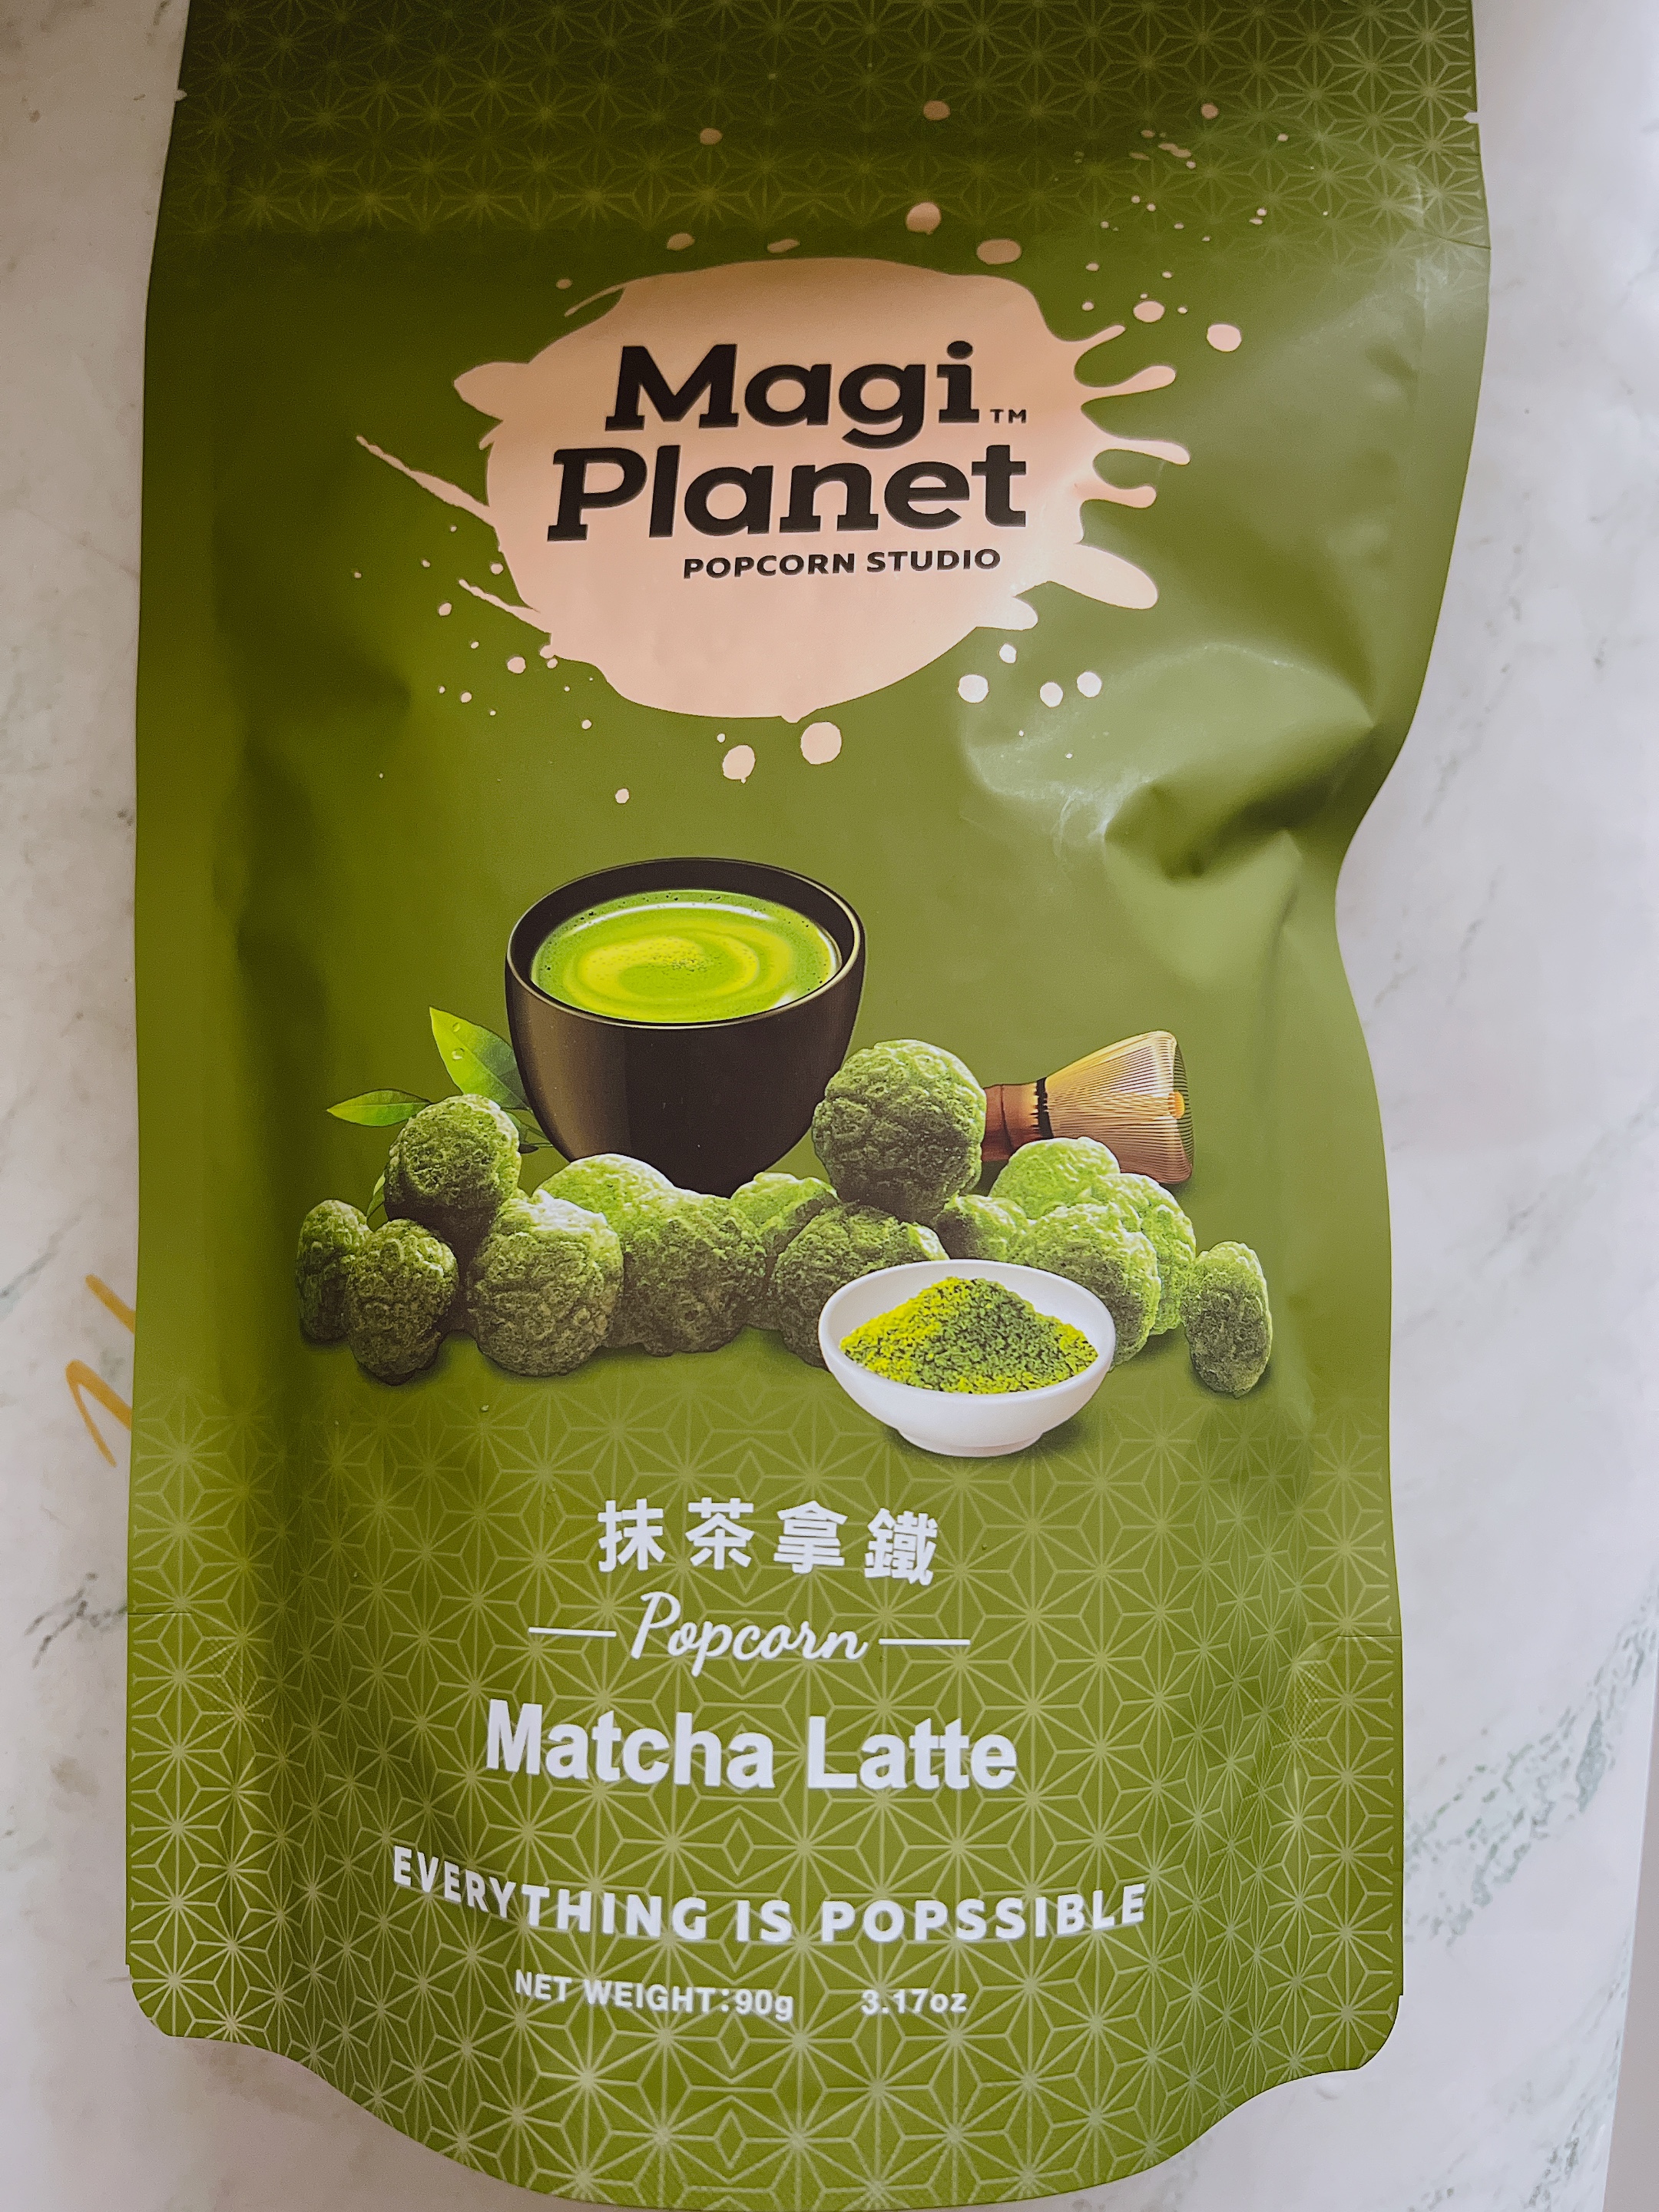 Magi™
Planet
POPCORN STUDIO
抹茶拿鐵
Popcorn
Matcha Latte
EVERYTHING IS POPSSIBLE
NET WEIGHT:90g 3.17oz